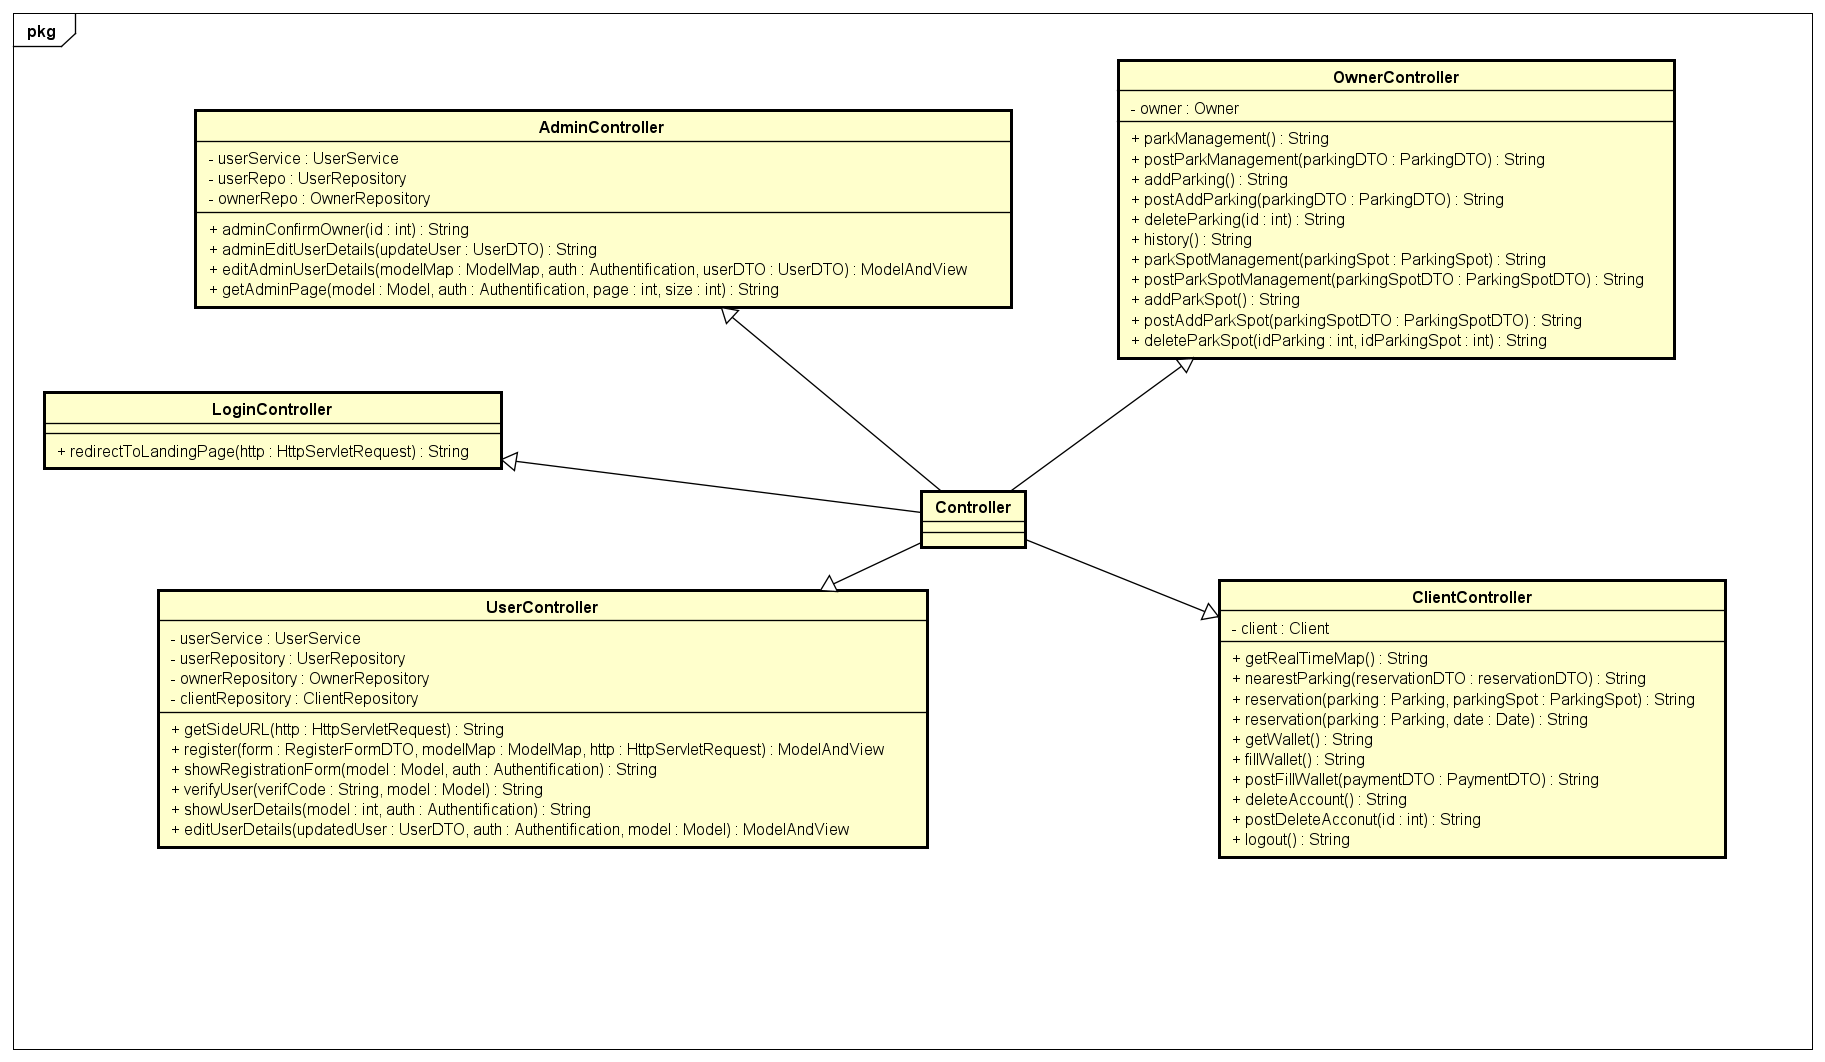 pkg
AdminController
- userService : UserService
- userRepo : UserRepository
- ownerRepo : OwnerRepository
+ adminConfirmOwner(id : int) : String
+ adminEditUserDetails(updateUser : UserDTO) : String
+ editAdminUserDetails(modelMap : ModelMap, auth : Authentification, userDTO : UserDTO) : ModelAndView
+ getAdminPage(model : Model, auth : Authentification, page : int, size : int) : String
OwnerController
- owner : Owner
+ parkManagement() : String
+ postParkManagement(parkingDTO : ParkingDTO) : String
+ addParking() : String
+ postAddParking(parkingDTO : ParkingDTO) : String
+ deleteParking(id : int) : String
+ history() : String
+ parkSpotManagement(parkingSpot : ParkingSpot) : String
+ postParkSpotManagement(parkingSpotDTO : ParkingSpotDTO) : String
+ addParkSpot() : String
+ postAddParkSpot(parkingSpotDTO : ParkingSpotDTO) : String
+ deleteParkSpot(idParking : int, idParkingSpot : int) : String
LoginController
+ redirectToLandingPage(http : HttpServletRequest) : String
Controller
UserController
- userService : UserService
- userRepository : UserRepository
- ownerRepository : OwnerRepository
- clientRepository : ClientRepository
+ getSideURL(http : HttpServletRequest) : String
+ register(form : RegisterFormDTO, modelMap : ModelMap, http : HttpServletRequest) : ModelAndView
+ showRegistrationForm(model : Model, auth : Authentification) : String
+ verifyUser(verifCode : String, model : Model) : String
+ showUserDetails(model : int, auth : Authentification) : String
+ editUserDetails(updatedUser : UserDTO, auth : Authentification, model : Model) : ModelAndView
ClientController
- client : Client
+ getRealTimeMap() : String
+ nearestParking(reservationDTO : reservationDTO) : String
+ reservation(parking : Parking, parkingSpot : ParkingSpot) : String
+ reservation(parking : Parking, date : Date) : String
+ getWallet() : String
+ fillWallet() : String
+ postFillWallet(paymentDTO : PaymentDTO) : String
+ deleteAccount() : String
+ postDeleteAcconut(id : int) : String
+ logout() : String